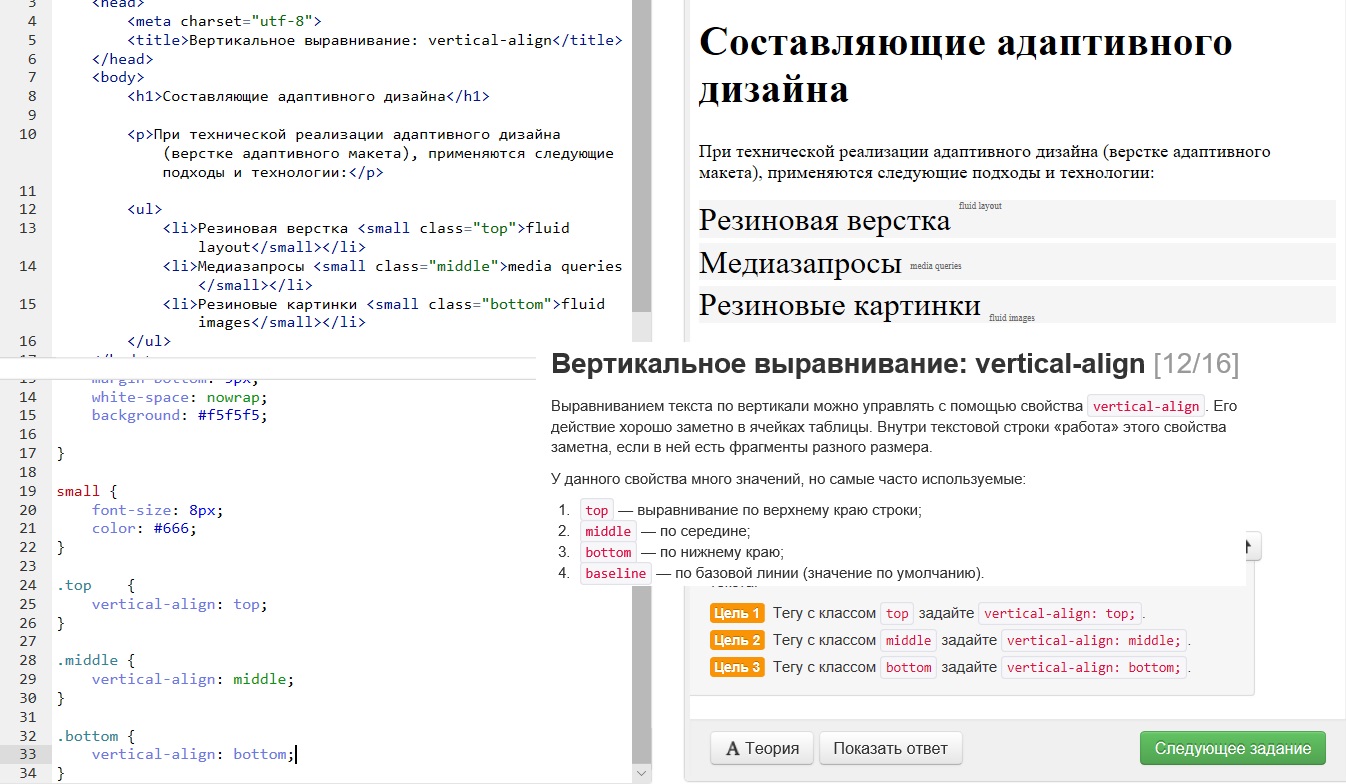 3 <head>
4 <meta charset="utf-8">
5 <title>Вертикальное выравнивание: vertical-align</title>
6 </head>
7 <body>
8 <h1>Составляющие адаптивного дизайна</h1>
9
10 <p>При технической реализации адаптивного дизайна
(верстке адаптивного макета), применяются следующие
подходы и технологии:</p>
11
12 <ul>
13 <li>Резиновая верстка <small class="top">fluid
layout</small></li>
14 <li>Медиазапросы <small class="middle">media queries
</small></li>
15 <li>Резиновые картинки <small class="bottom">fluid
images</small></li>
16 </ul>
Составляющие адаптивного
дизайна
При технической реализации адаптивного дизайна (верстке адаптивного
макета), применяются следующие подходы и технологии:
Резиновая верстка fluid layout
Медиазапросы media queries
Резиновые картинки fluid images
margin-bottom: 5px;
14 white-space: nowrap;
15 background: #f5f5f5;
16
17 }
18
19 small {
20 font-size: 8px;
21 color: #666;
22 }
23
24 .top {
25 vertical-align: top;
26 }
27
28 .middle {
29 vertical-align: middle;
30 }
31
32 .bottom {
33 vertical-align: bottom;
34 }
Вертикальное выравнивание: vertical-align [12/16]
Выравниванием текста по вертикали можно управлять с помощью свойства vertical-align. Его
действие хорошо заметно в ячейках таблицы. Внутри текстовой строки «работа» этого свойства
заметна, если в ней есть фрагменты разного размера.
У данного свойства много значений, но самые часто используемые:
1. top — выравнивание по верхнему краю строки;
2. middle — по середине;
3. bottom — по нижнему краю;
4. baseline — по базовой линии (значение по умолчанию).
Цель 1 Тегу с классом top задайте vertical-align: top; .
Цель 2 Тегу с классом middle задайте vertical-align: middle; .
Цель 3 Тегу с классом bottom задайте vertical-align: bottom; .
A Теория Показать ответ Следующее задание